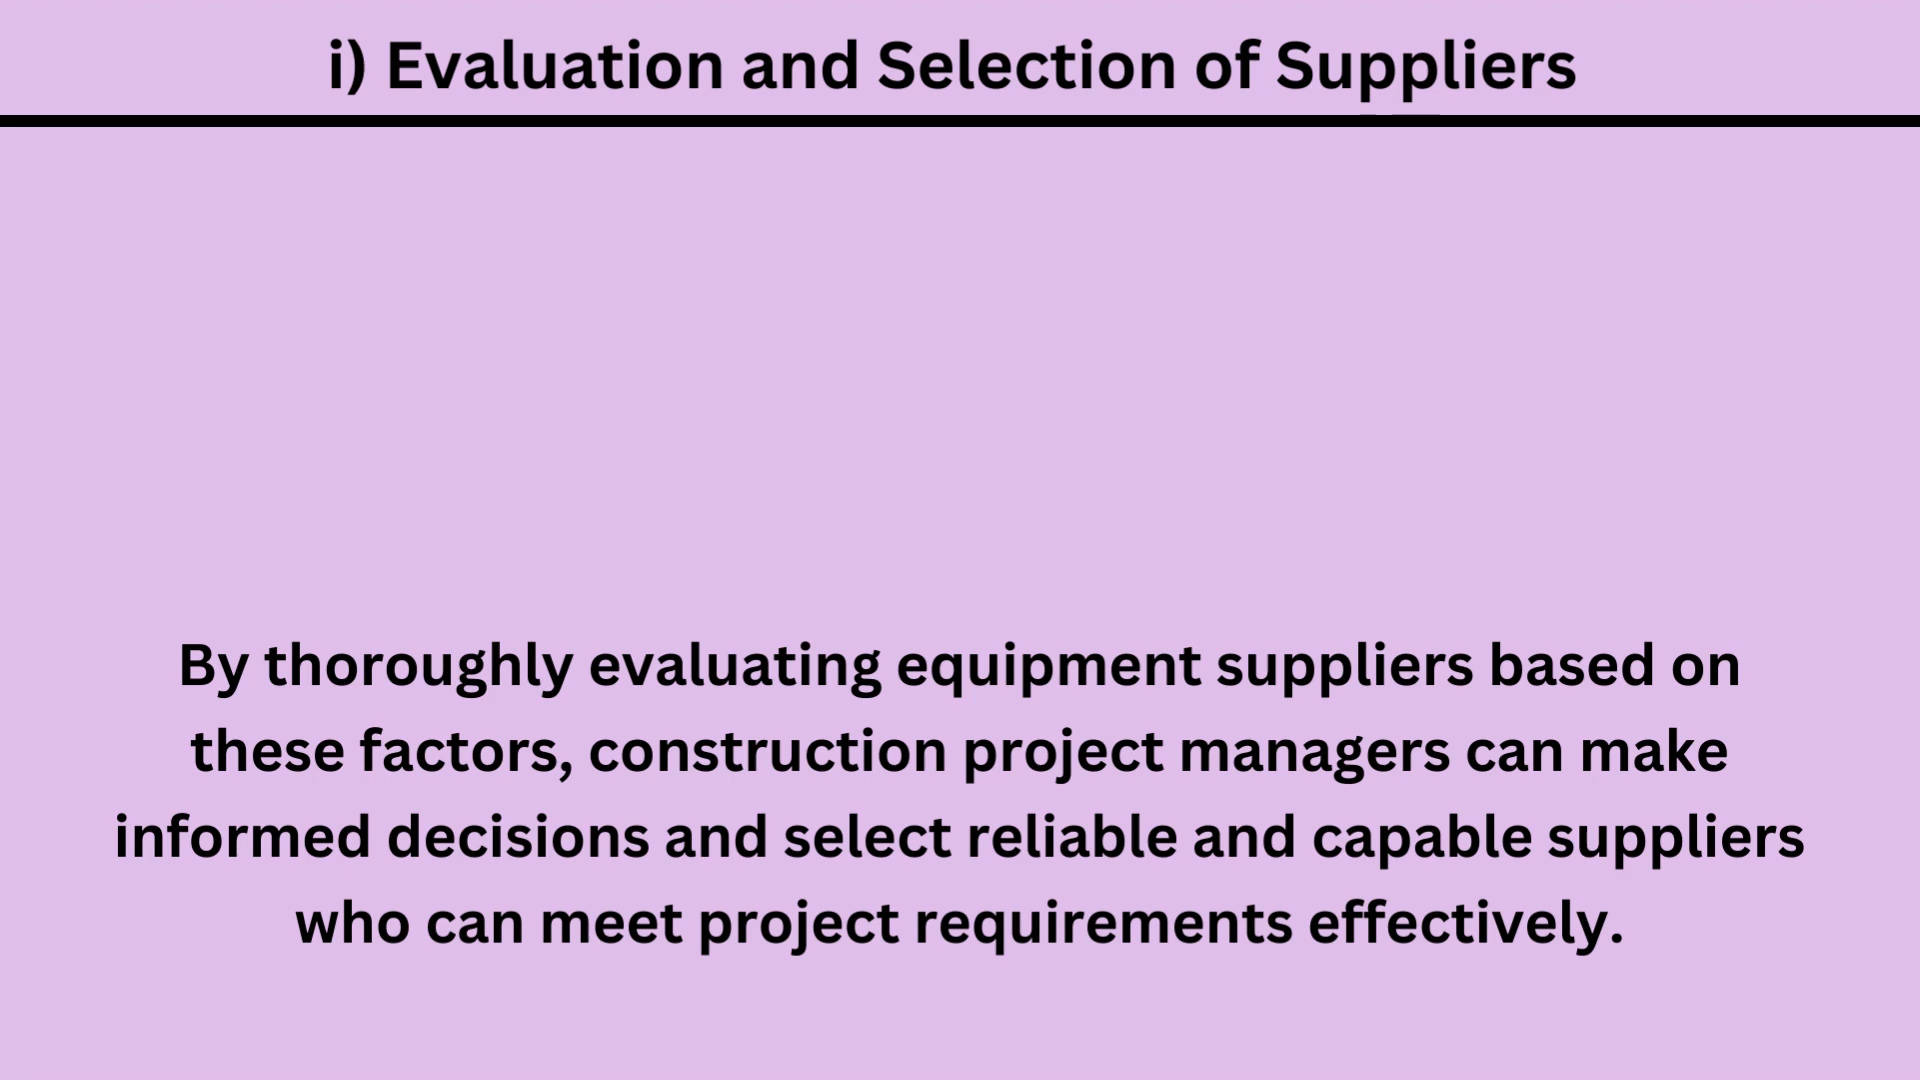 i) Evaluation and Selection of Suppliers
By thoroughly evaluating equipment suppliers based on
these factors, construction project managers can make
informed decisions and select reliable and capable suppliers
who can meet project requirements effectively.